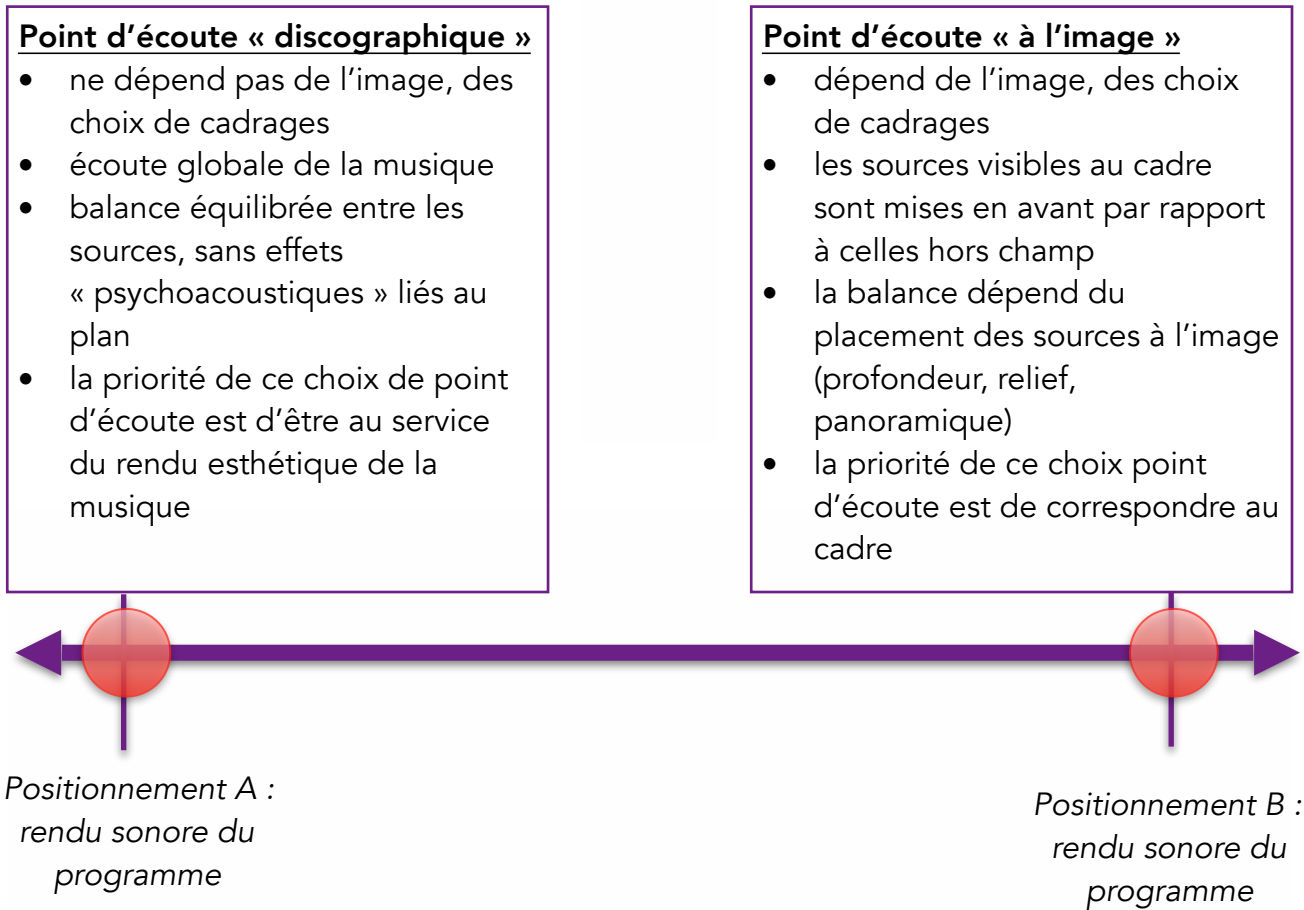 Point d’écoute « discographique »
• ne dépend pas de l’image, des
choix de cadrages
• écoute globale de la musique
• balance équilibrée entre les
sources, sans effets
« psychoacoustiques » liés au
plan
• la priorité de ce choix de point
d’écoute est d’être au service
du rendu esthétique de la
musique
Point d’écoute « à l’image »
• dépend de l’image, des choix
de cadrages
• les sources visibles au cadre
sont mises en avant par rapport
à celles hors champ
• la balance dépend du
placement des sources à l’image
(profondeur, relief,
panoramique)
• la priorité de ce choix point
d’écoute est de correspondre au
cadre
Positionnement A :
rendu sonore du
programme
Positionnement B :
rendu sonore du
programme